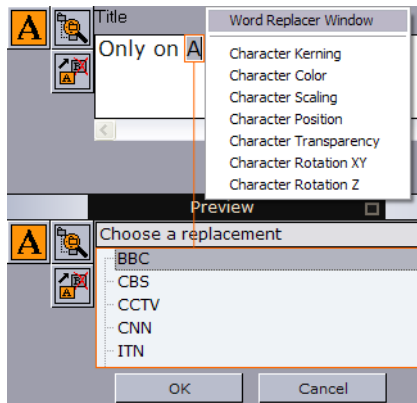 A
Title
Only on A
Word Replacer Window
Character Kerning
Character Color
Character Scaling
Character Position
Character Transparency
Character Rotation XY
Character Rotation Z
Preview
A
Choose a replacement
BBC
CBS
CCTV
CNN
ITN
OK
Cancel